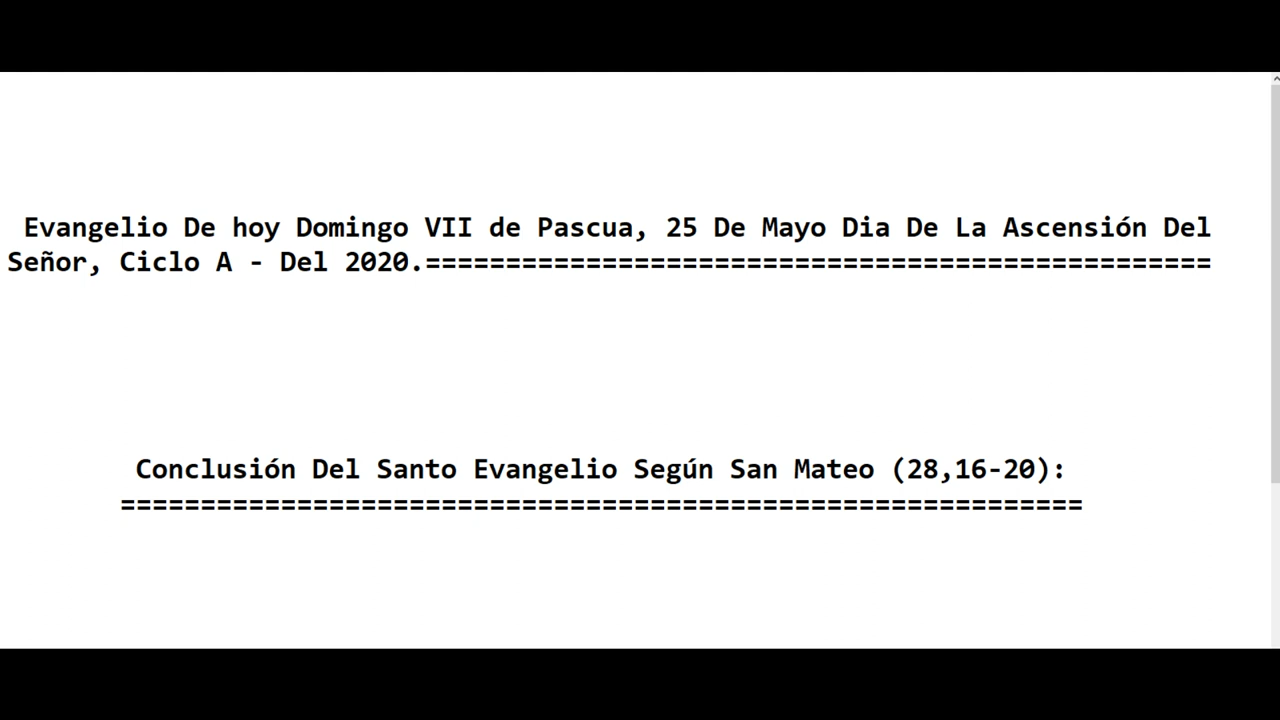 Evangelio De hoy Domingo VII de Pascua, 25 De Mayo Dia De La Ascensión Del
Señor, Ciclo A - Del 2020.=================================================
Conclusión Del Santo Evangelio Según San Mateo (28,16-20):
============================================================